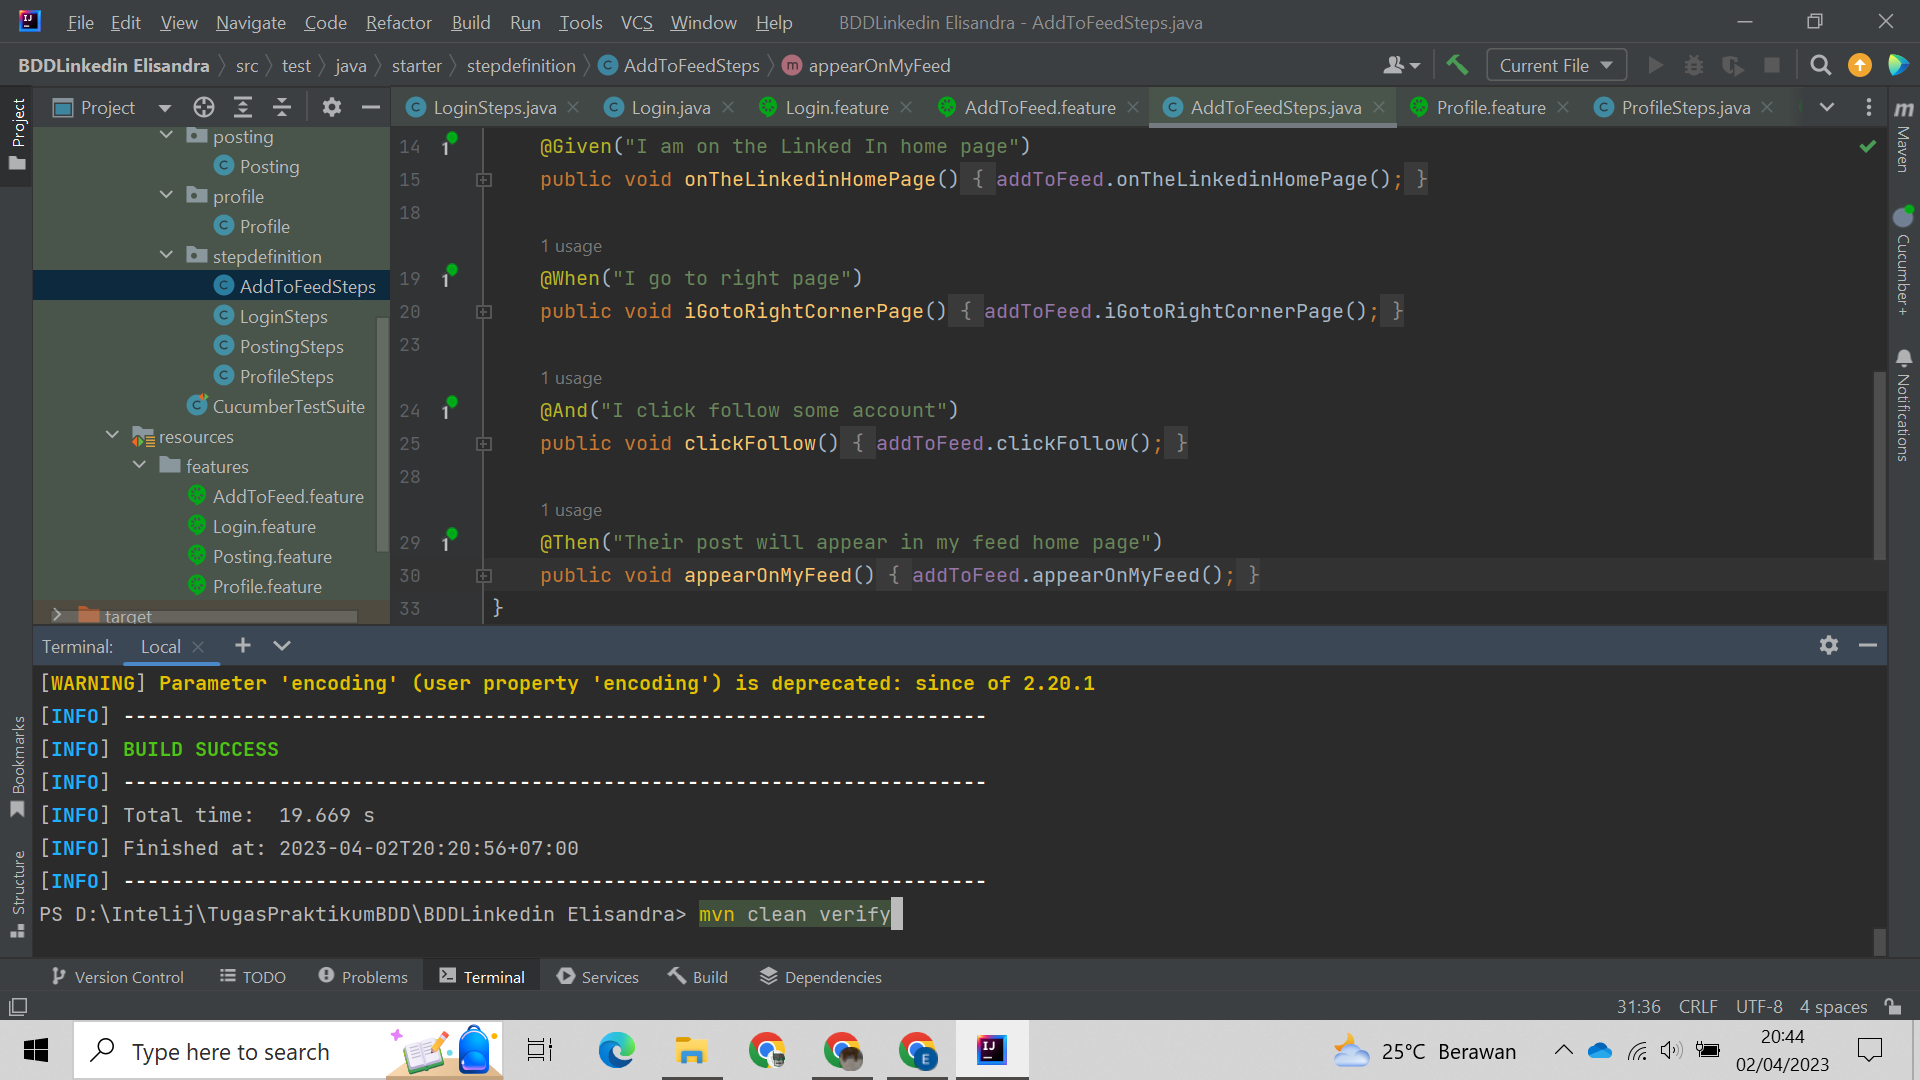 File Edit View Navigate Code Refactor Build Run Tools VCS Window Help BDDLinkedin Elisandra - AddToFeedSteps.java
BDDLinkedin Elisandra src test java starter stepdefinition AddToFeedSteps appearOnMyFeed Current File
Project
LoginSteps.java Login.java Login.feature AddToFeed.feature AddToFeedSteps.java Profile.feature ProfileSteps.java
Project
posting
Posting
profile
Profile
stepdefinition
AddToFeedSteps
LoginSteps
PostingSteps
ProfileSteps
CucumberTestSuite
resources
features
AddToFeed.feature
Login.feature
Posting.feature
Profile.feature
target
14 @Given("I am on the Linked In home page")
15 public void onTheLinkedinHomePage() { addToFeed.onTheLinkedinHomePage(); }
18
1 usage
19 @When("I go to right page")
20 public void iGotoRightCornerPage() { addToFeed.iGotoRightCornerPage(); }
23
1 usage
24 @And("I click follow some account")
25 public void clickFollow() { addToFeed.clickFollow(); }
28
1 usage
29 @Then("Their post will appear in my feed home page")
30 public void appearOnMyFeed() { addToFeed.appearOnMyFeed(); }
33 }
Maven
Cucumber +
Notifications
Bookmarks
Structure
Terminal: Local
[WARNING] Parameter 'encoding' (user property 'encoding') is deprecated: since of 2.20.1
[INFO] ------------------------------------------------------------------------
[INFO] BUILD SUCCESS
[INFO] ------------------------------------------------------------------------
[INFO] Total time:  19.669 s
[INFO] Finished at: 2023-04-02T20:20:56+07:00
[INFO] ------------------------------------------------------------------------
PS D:\Intelij\TugasPraktikumBDD\BDDLinkedin Elisandra> mvn clean verify
Version Control TODO Problems Terminal Services Build Dependencies
31:36 CRLF UTF-8 4 spaces
Type here to search
25°C Berawan
20:44
02/04/2023